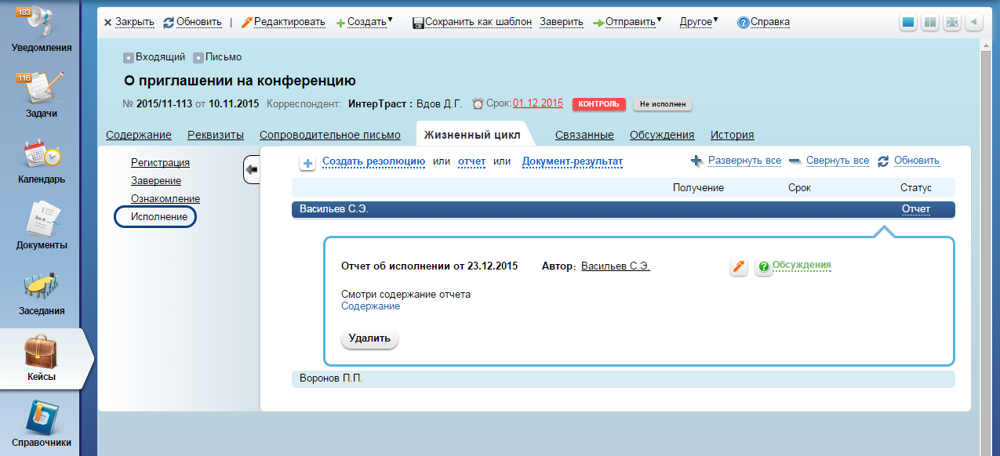 183
Уведомления
116
Задачи
Календарь
Документы
Заседания
Кейсы
Справочники
Закрыть Обновить | Редактировать Создать Сохранить как шаблон Заверить Отправить Другое Справка
Входящий Письмо
О приглашении на конференцию
№ 2015/11-113 от 10.11.2015 Корреспондент: ИнтерТраст : Вдов Д.Г. Срок: 01.12.2015 КОНТРОЛЬ Не исполнен
Содержание Реквизиты Сопроводительное письмо Жизненный цикл Связанные Обсуждения История
Регистрация
Заверение
Ознакомление
Исполнение
Создать резолюцию или отчет или Документ-результат Развернуть все Свернуть все Обновить
Получение Срок Статус
Васильев С.Э. Отчет
Отчет об исполнении от 23.12.2015 Автор: Васильев С.Э. Обсуждения
Смотри содержание отчета
Содержание
Удалить
Воронов П.П.